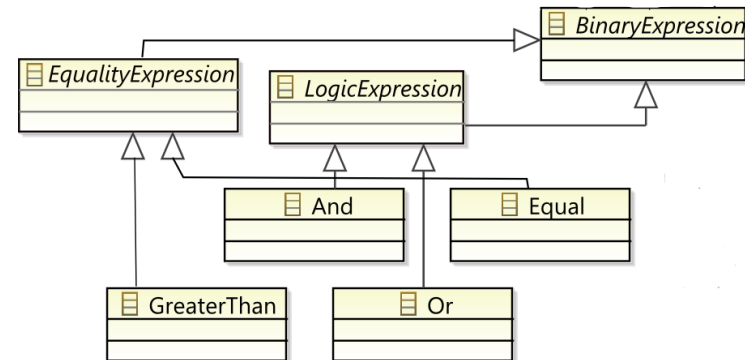 BinaryExpression
EqualityExpression
LogicExpression
And
Equal
GreaterThan
Or